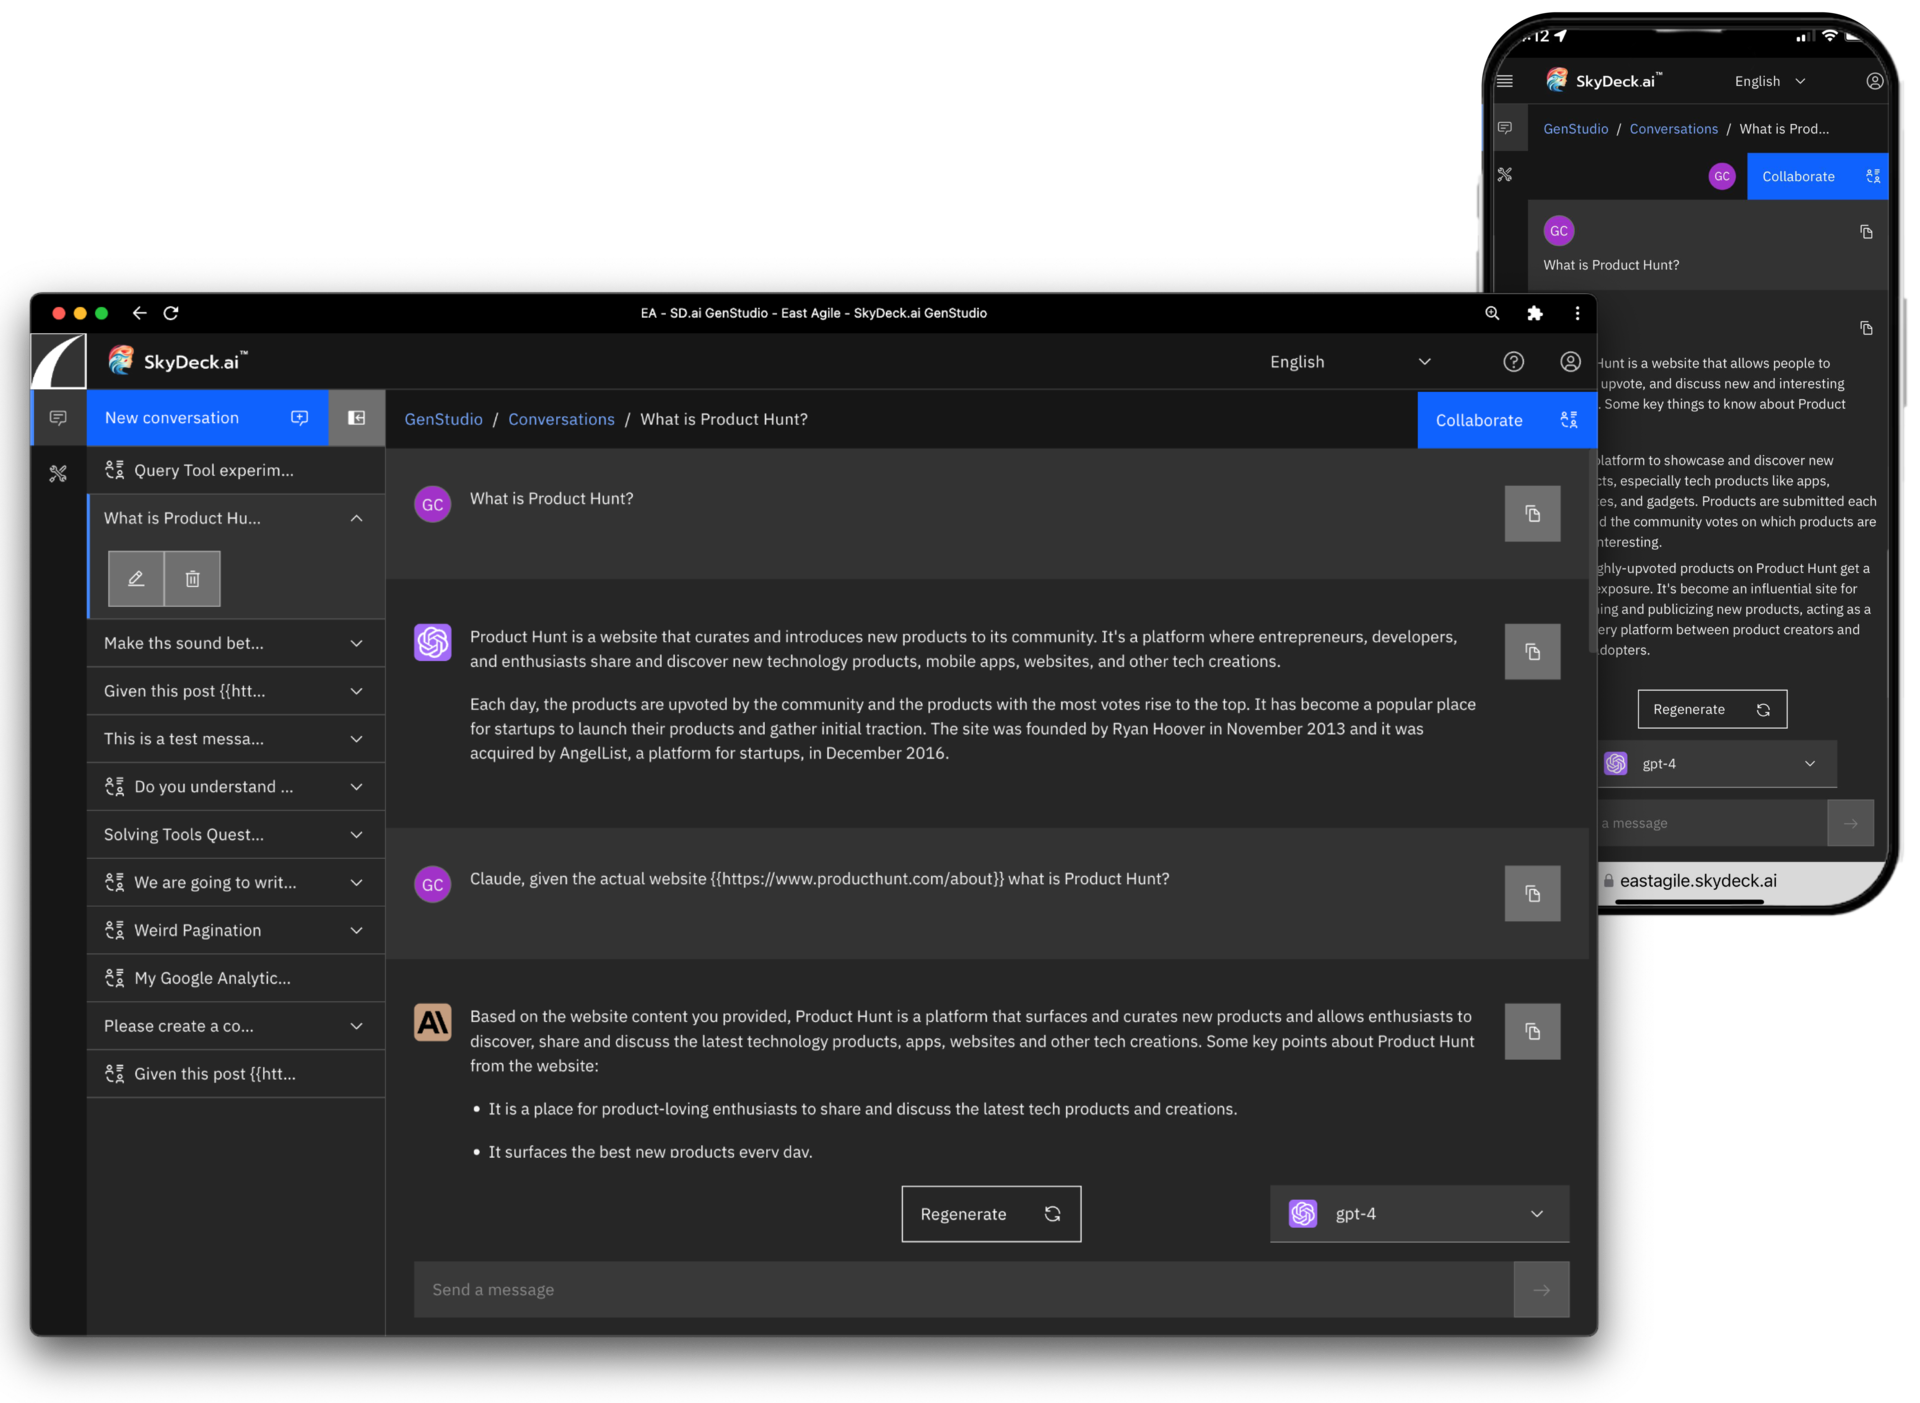 EA - SD.ai GenStudio - East Agile - SkyDeck.ai GenStudio
SkyDeck.ai™
English
New conversation
GenStudio / Conversations / What is Product Hunt?
Collaborate
Query Tool experim...
What is Product Hu...
Make ths sound bet...
Given this post {{htt...
This is a test messa...
Do you understand ...
Solving Tools Quest...
We are going to writ...
Weird Pagination
My Google Analytic...
Please create a co...
Given this post {{htt...
GC
What is Product Hunt?
Product Hunt is a website that curates and introduces new products to its community. It's a platform where entrepreneurs, developers,
and enthusiasts share and discover new technology products, mobile apps, websites, and other tech creations.
Each day, the products are upvoted by the community and the products with the most votes rise to the top. It has become a popular place
for startups to launch their products and gather initial traction. The site was founded by Ryan Hoover in November 2013 and it was
acquired by AngelList, a platform for startups, in December 2016.
GC
Claude, given the actual website {{https://www.producthunt.com/about}} what is Product Hunt?
Based on the website content you provided, Product Hunt is a platform that surfaces and curates new products and allows enthusiasts to
discover, share and discuss the latest technology products, apps, websites and other tech creations. Some key points about Product Hunt
from the website:
• It is a place for product-loving enthusiasts to share and discuss the latest tech products and creations.
• It surfaces the best new products every day.
Regenerate
gpt-4
Send a message
:12
SkyDeck.ai™
English
GenStudio / Conversations / What is Prod...
GC
Collaborate
GC
What is Product Hunt?
Hunt is a website that allows people to
upvote, and discuss new and interesting
. Some key things to know about Product
platform to showcase and discover new
cts, especially tech products like apps,
es, and gadgets. Products are submitted each
d the community votes on which products are
nteresting.
ghly-upvoted products on Product Hunt get a
exposure. It's become an influential site for
ing and publicizing new products, acting as a
ery platform between product creators and
dopters.
Regenerate
gpt-4
a message
eastagile.skydeck.ai